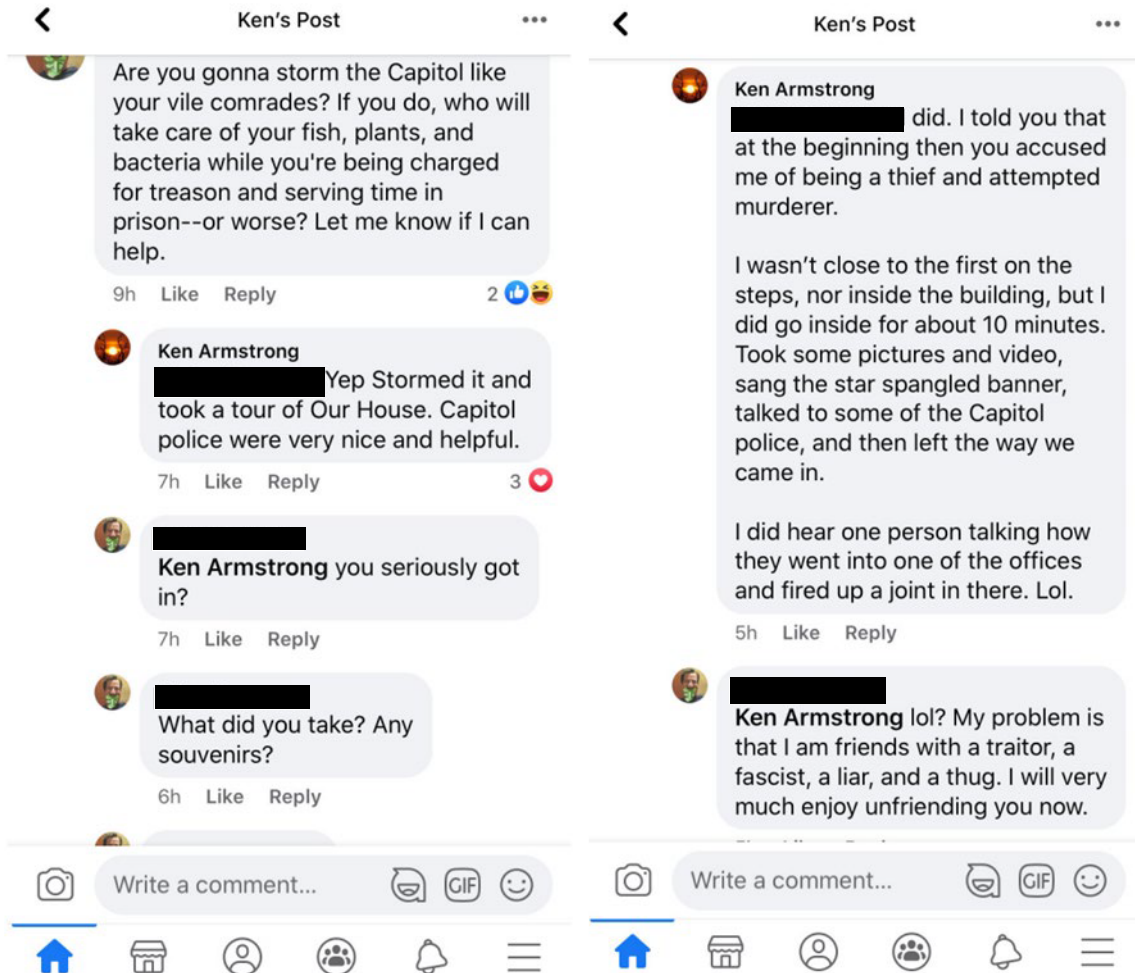 Ken's Post
Are you gonna storm the Capitol like
your vile comrades? If you do, who will
take care of your fish, plants, and
bacteria while you're being charged
for treason and serving time in
prison--or worse? Let me know if I can
help.
9h Like Reply 2
Ken Armstrong
Yep Stormed it and
took a tour of Our House. Capitol
police were very nice and helpful.
7h Like Reply 3
Ken Armstrong you seriously got
in?
7h Like Reply
What did you take? Any
souvenirs?
6h Like Reply
Write a comment...
GIF
Ken's Post
Ken Armstrong
did. I told you that
at the beginning then you accused
me of being a thief and attempted
murderer.
I wasn't close to the first on the
steps, nor inside the building, but I
did go inside for about 10 minutes.
Took some pictures and video,
sang the star spangled banner,
talked to some of the Capitol
police, and then left the way we
came in.
I did hear one person talking how
they went into one of the offices
and fired up a joint in there. Lol.
5h Like Reply
Ken Armstrong lol? My problem is
that I am friends with a traitor, a
fascist, a liar, and a thug. I will very
much enjoy unfriending you now.
Write a comment...
GIF